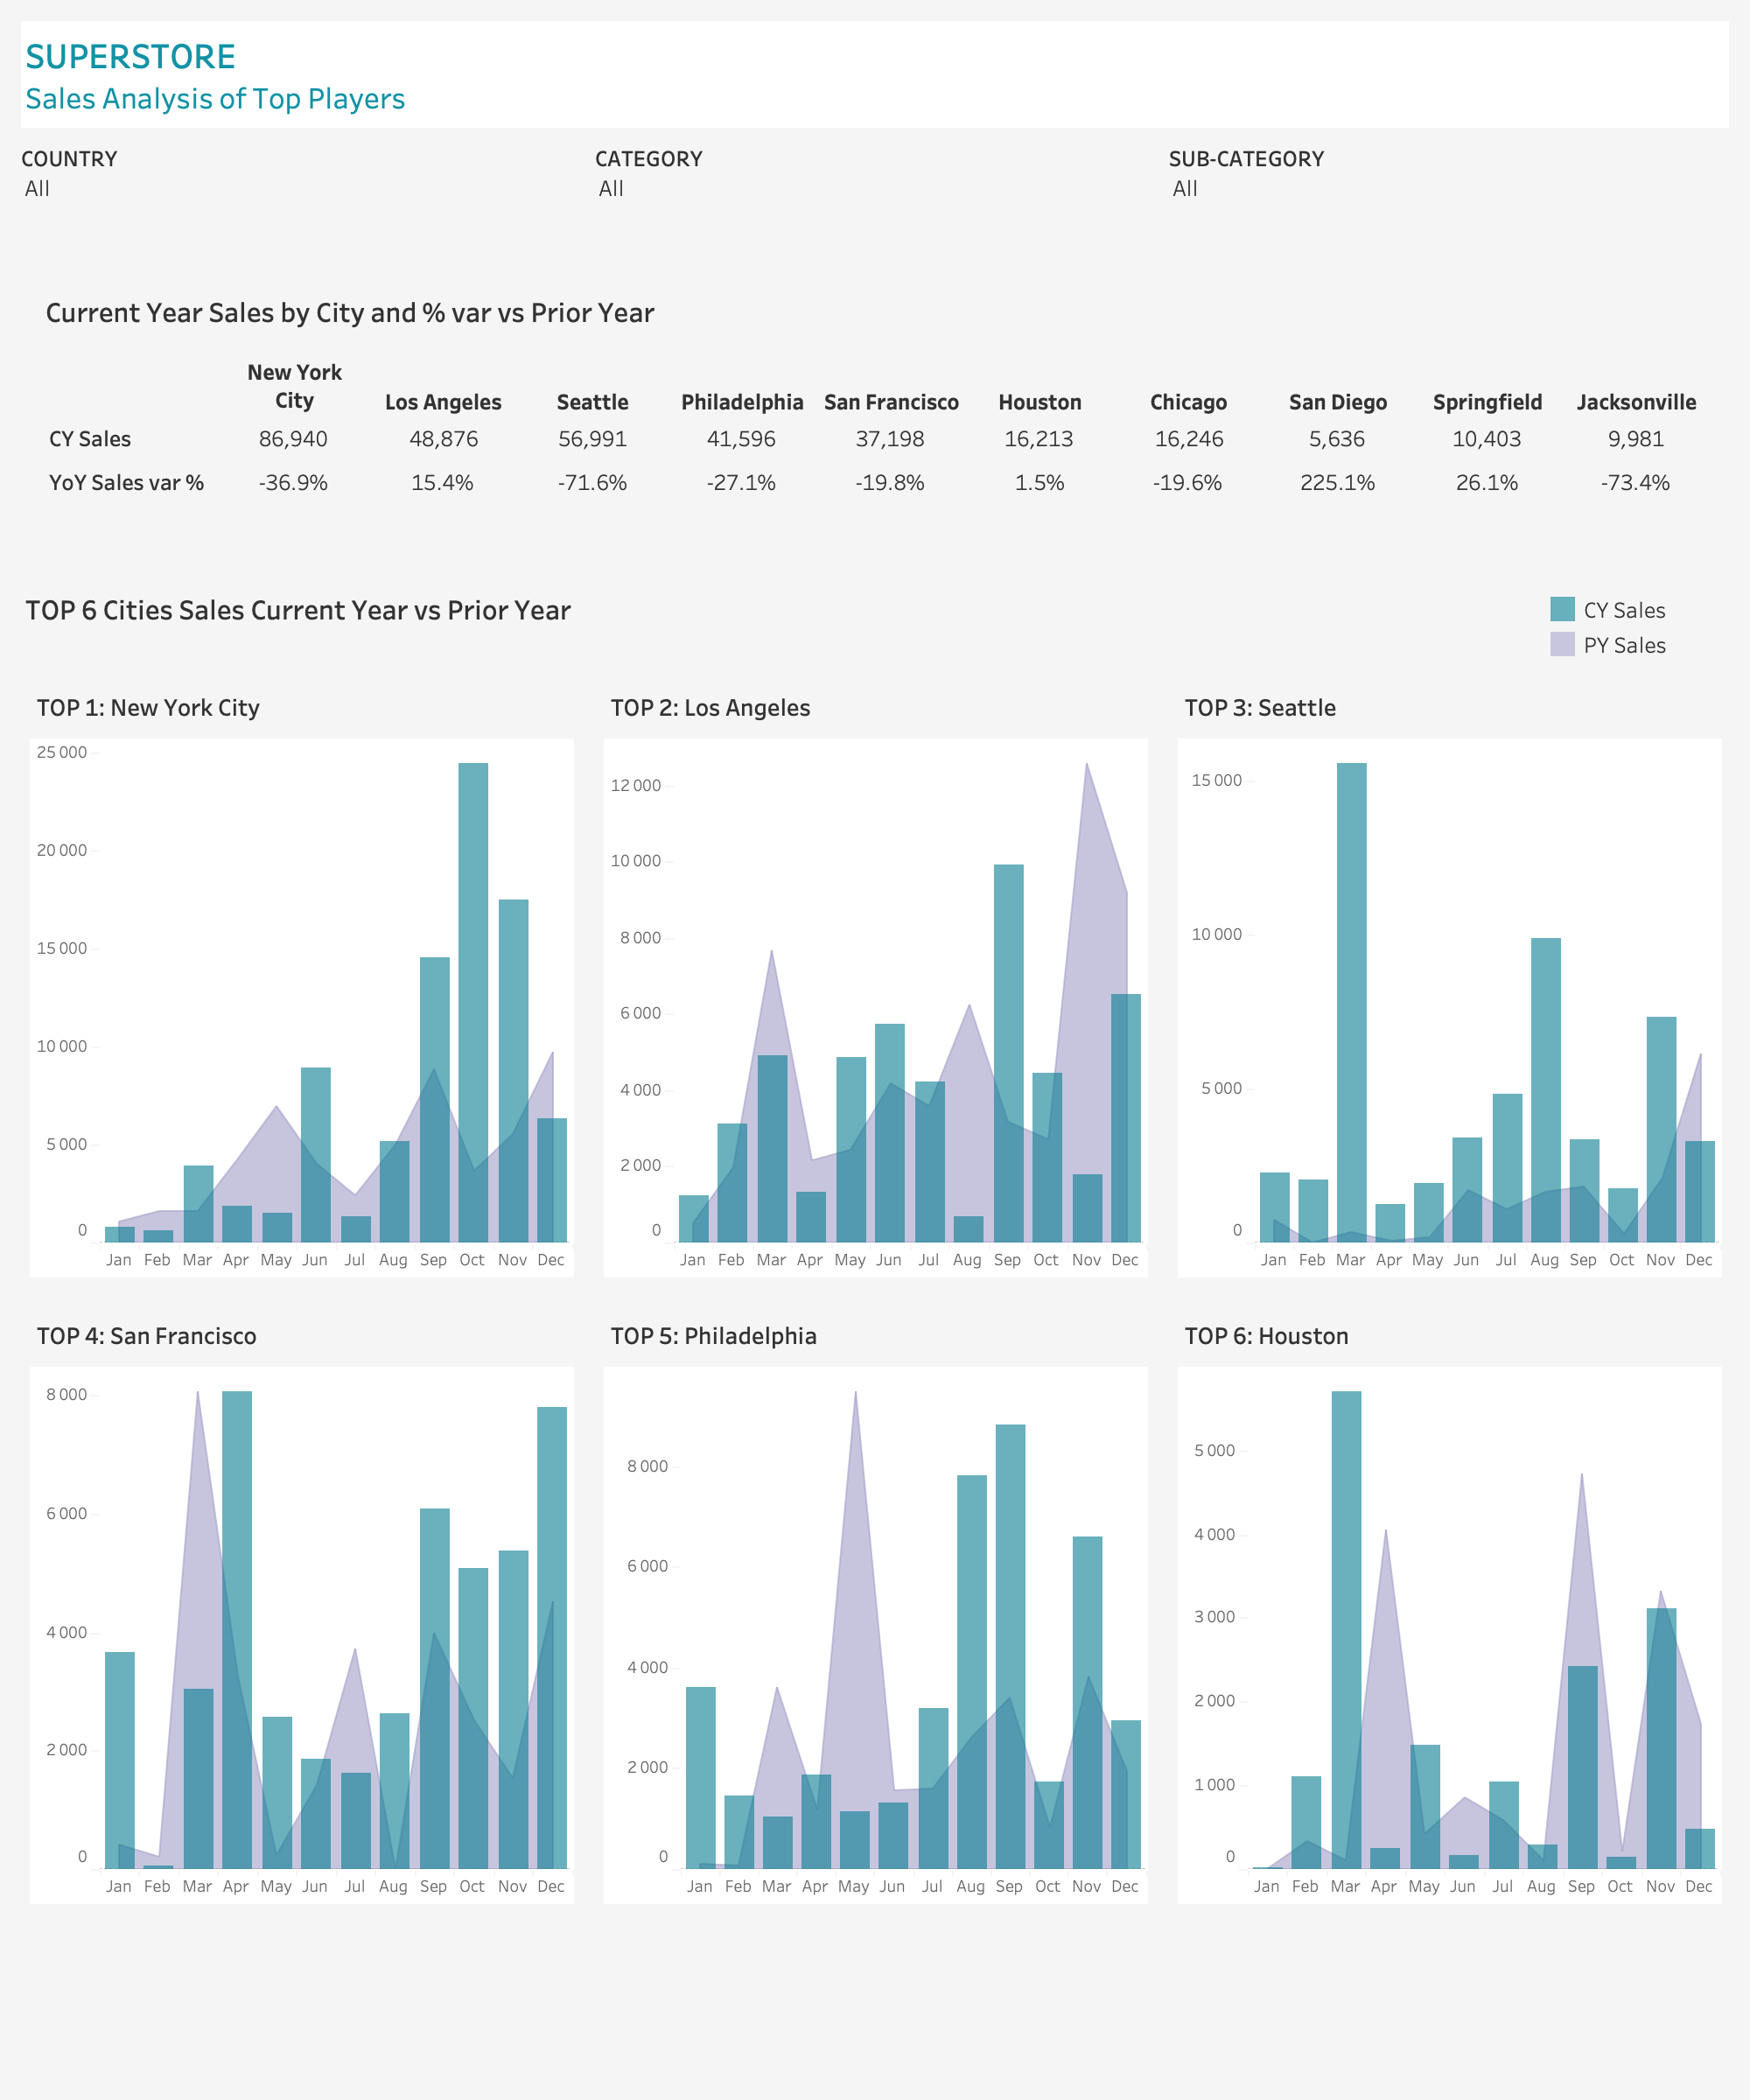 SUPERSTORE
Sales Analysis of Top Players
COUNTRY CATEGORY SUB-CATEGORY
All All All
Current Year Sales by City and % var vs Prior Year
New York
City Los Angeles Seattle Philadelphia San Francisco Houston Chicago San Diego Springfield Jacksonville
CY Sales 86,940 48,876 56,991 41,596 37,198 16,213 16,246 5,636 10,403 9,981
YoY Sales var % -36.9% 15.4% -71.6% -27.1% -19.8% 1.5% -19.6% 225.1% 26.1% -73.4%
TOP 6 Cities Sales Current Year vs Prior Year
CY Sales
PY Sales
TOP 1: New York City
25 000
20 000
15 000
10 000
5 000
0
Jan Feb Mar Apr May Jun Jul Aug Sep Oct Nov Dec
TOP 2: Los Angeles
12 000
10 000
8 000
6 000
4 000
2 000
0
Jan Feb Mar Apr May Jun Jul Aug Sep Oct Nov Dec
TOP 3: Seattle
15 000
10 000
5 000
0
Jan Feb Mar Apr May Jun Jul Aug Sep Oct Nov Dec
TOP 4: San Francisco
8 000
6 000
4 000
2 000
0
Jan Feb Mar Apr May Jun Jul Aug Sep Oct Nov Dec
TOP 5: Philadelphia
8 000
6 000
4 000
2 000
0
Jan Feb Mar Apr May Jun Jul Aug Sep Oct Nov Dec
TOP 6: Houston
5 000
4 000
3 000
2 000
1 000
0
Jan Feb Mar Apr May Jun Jul Aug Sep Oct Nov Dec